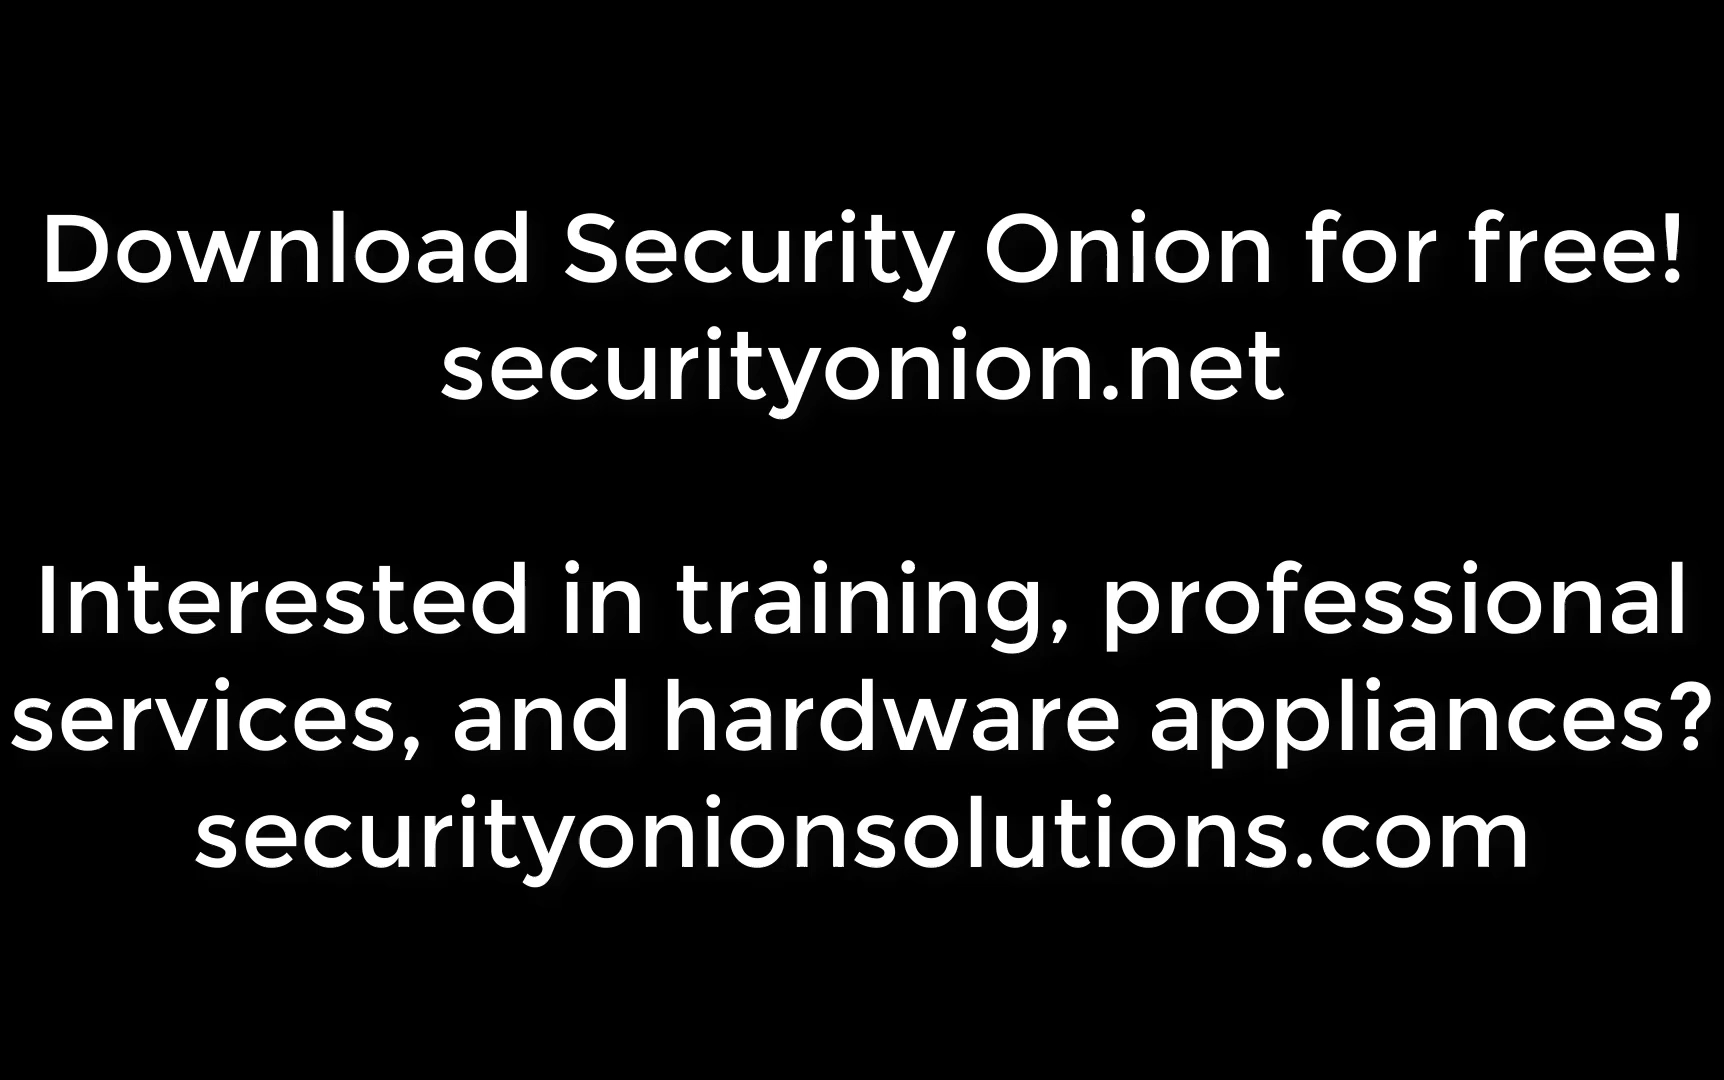 Download Security Onion for free!
securityonion.net
Interested in training, professional
services, and hardware appliances?
securityonionsolutions.com